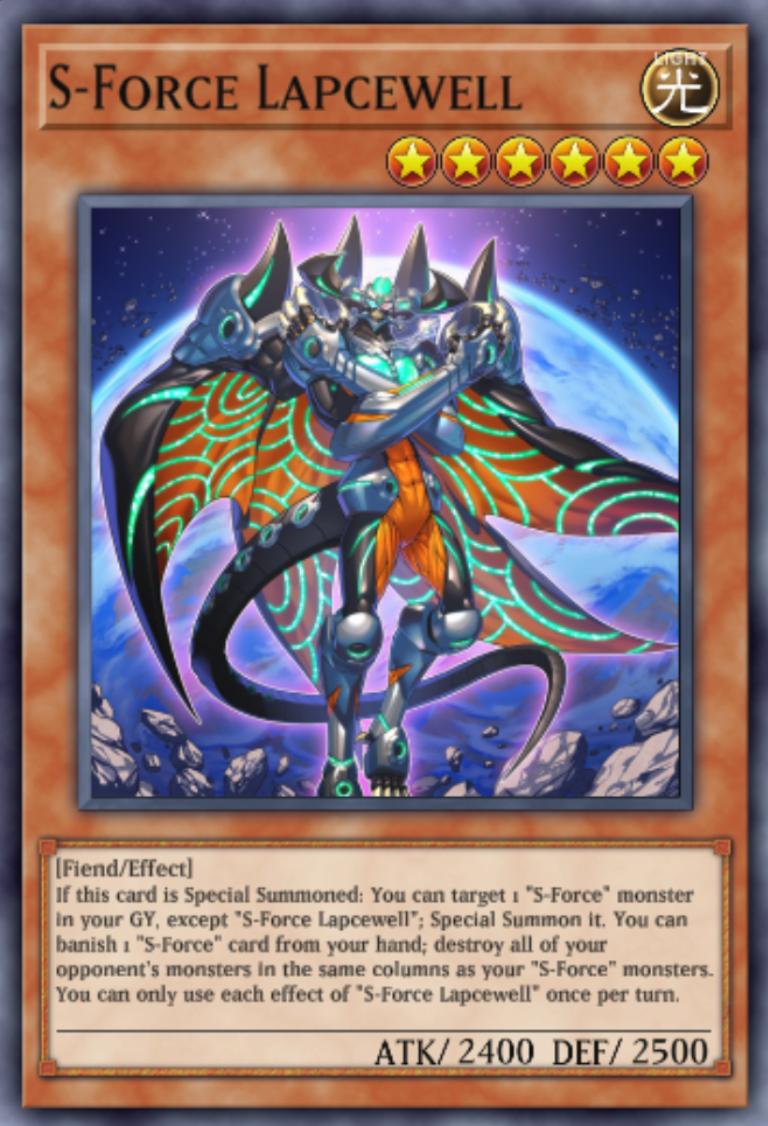 S-Force Lapcewell
LIGHT
光
[Fiend/Effect]
If this card is Special Summoned: You can target 1 "S-Force" monster
in your GY, except "S-Force Lapcewell"; Special Summon it. You can
banish 1 "S-Force" card from your hand; destroy all of your
opponent's monsters in the same columns as your "S-Force" monsters.
You can only use each effect of "S-Force Lapcewell" once per turn.
ATK/ 2400 DEF/ 2500